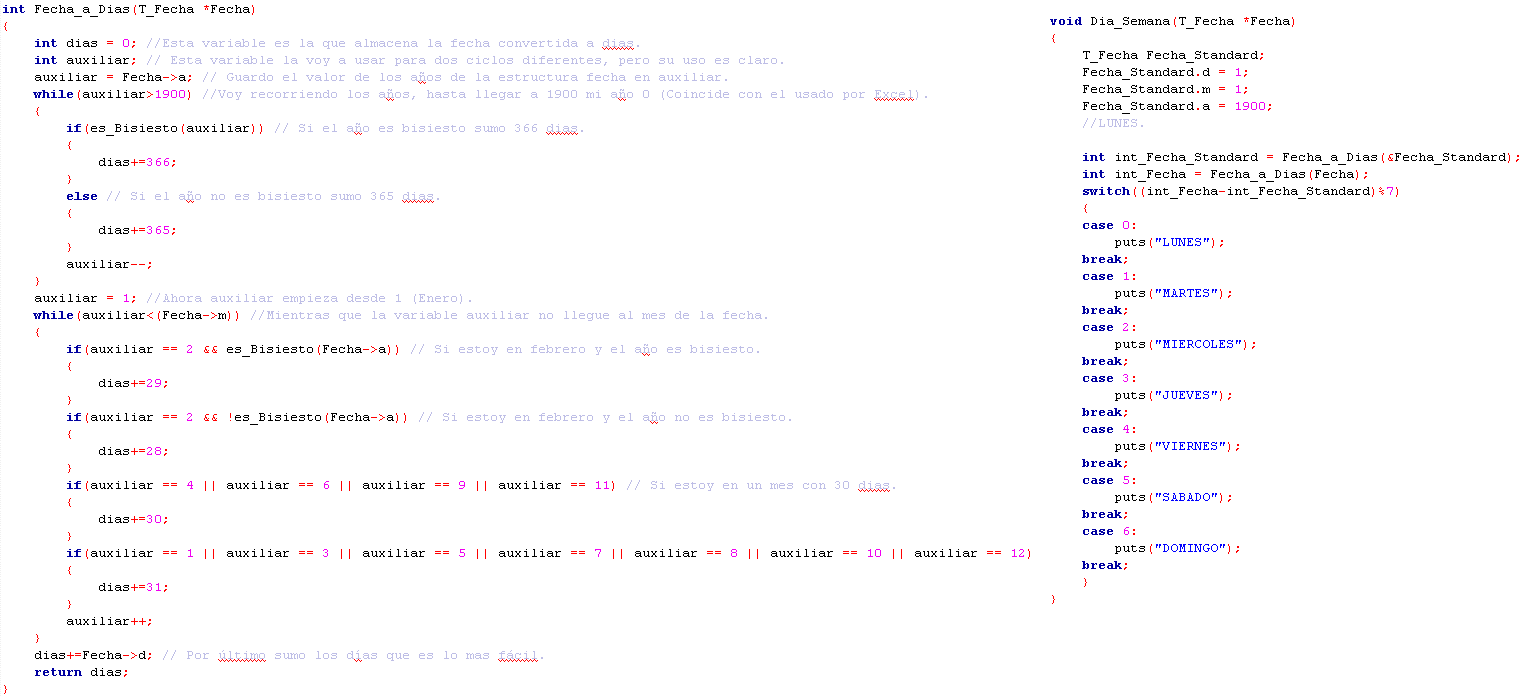 int Fecha_a_Dias(T_Fecha *Fecha)
{
    int dias = 0; //Esta variable es la que almacena la fecha convertida a dias.
    int auxiliar; // Esta variable la voy a usar para dos ciclos diferentes, pero su uso es claro.
    auxiliar = Fecha->a; // Guardo el valor de los años de la estructura fecha en auxiliar.
    while(auxiliar>1900) //Voy recorriendo los años, hasta llegar a 1900 mi año 0 (Coincide con el usado por Excel).
    {
        if(es_Bisiesto(auxiliar)) // Si el año es bisiesto sumo 366 dias.
        {
            dias+=366;
        }
        else // Si el año no es bisiesto sumo 365 dias.
        {
            dias+=365;
        }
        auxiliar--;
    }
    auxiliar = 1; //Ahora auxiliar empieza desde 1 (Enero).
    while(auxiliar<(Fecha->m)) //Mientras que la variable auxiliar no llegue al mes de la fecha.
    {
        if(auxiliar == 2 && es_Bisiesto(Fecha->a)) // Si estoy en febrero y el año es bisiesto.
        {
            dias+=29;
        }
        if(auxiliar == 2 && !es_Bisiesto(Fecha->a)) // Si estoy en febrero y el año no es bisiesto.
        {
            dias+=28;
        }
        if(auxiliar == 4 || auxiliar == 6 || auxiliar == 9 || auxiliar == 11) // Si estoy en un mes con 30 dias.
        {
            dias+=30;
        }
        if(auxiliar == 1 || auxiliar == 3 || auxiliar == 5 || auxiliar == 7 || auxiliar == 8 || auxiliar == 10 || auxiliar == 12)
        {
            dias+=31;
        }
        auxiliar++;
    }
    dias+=Fecha->d; // Por último sumo los días que es lo mas fácil.
    return dias;
}
void Dia_Semana(T_Fecha *Fecha)
{
    T_Fecha Fecha_Standard;
    Fecha_Standard.d = 1;
    Fecha_Standard.m = 1;
    Fecha_Standard.a = 1900;
    //LUNES.
    int int_Fecha_Standard = Fecha_a_Dias(&Fecha_Standard);
    int int_Fecha = Fecha_a_Dias(Fecha);
    switch((int_Fecha-int_Fecha_Standard)%7)
    {
    case 0:
        puts("LUNES");
    break;
    case 1:
        puts("MARTES");
    break;
    case 2:
        puts("MIERCOLES");
    break;
    case 3:
        puts("JUEVES");
    break;
    case 4:
        puts("VIERNES");
    break;
    case 5:
        puts("SABADO");
    break;
    case 6:
        puts("DOMINGO");
    break;
    }
}